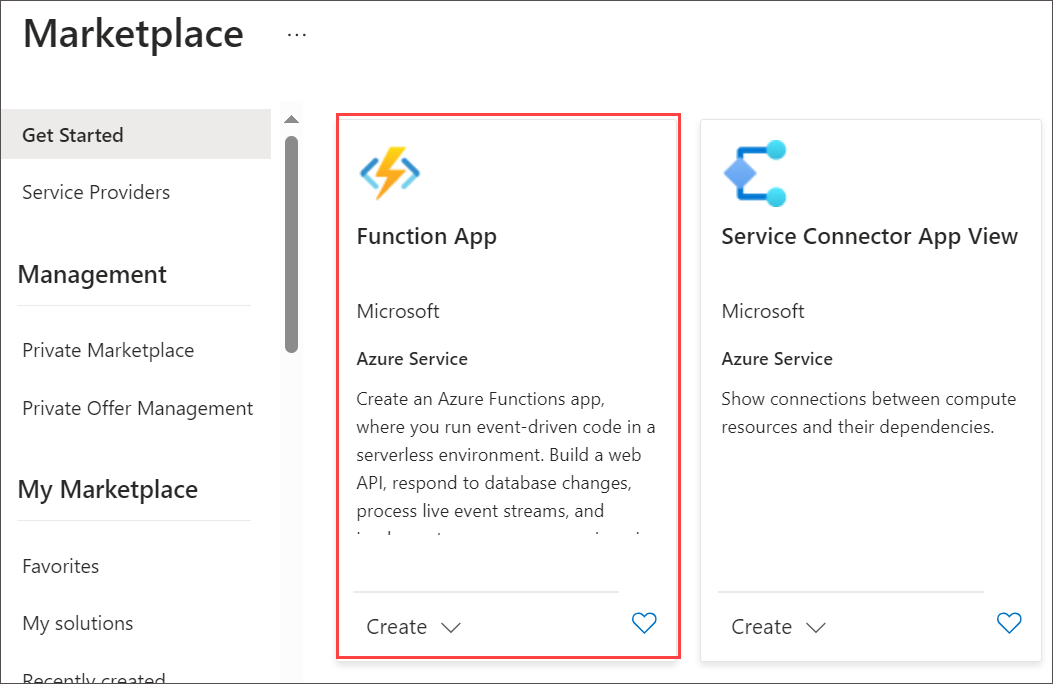 Marketplace ...
Get Started
Service Providers
Management
Private Marketplace
Private Offer Management
My Marketplace
Favorites
My solutions
Recently created
Function App
Microsoft
Azure Service
Create an Azure Functions app,
where you run event-driven code in a
serverless environment. Build a web
API, respond to database changes,
process live event streams, and
Create
Service Connector App View
Microsoft
Azure Service
Show connections between compute
resources and their dependencies.
Create